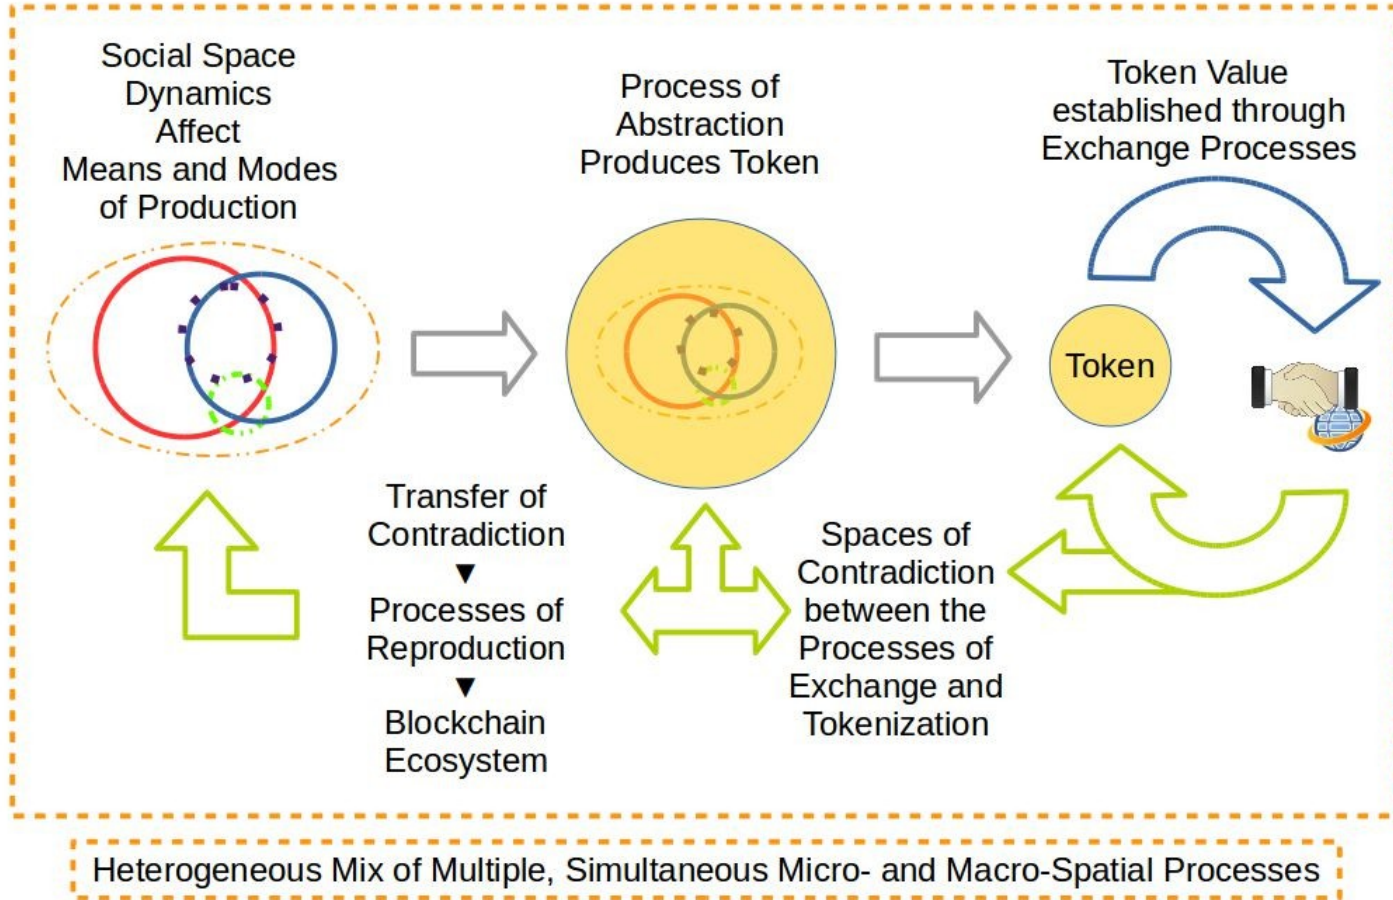 Social Space
Dynamics
Affect
Means and Modes
of Production
Process of
Abstraction
Produces Token
Token Value
established through
Exchange Processes
Token
Transfer of
Contradiction
▼
Processes of
Reproduction
▼
Blockchain
Ecosystem
Spaces of
Contradiction
between the
Processes of
Exchange and
Tokenization
Heterogeneous Mix of Multiple, Simultaneous Micro- and Macro-Spatial Processes